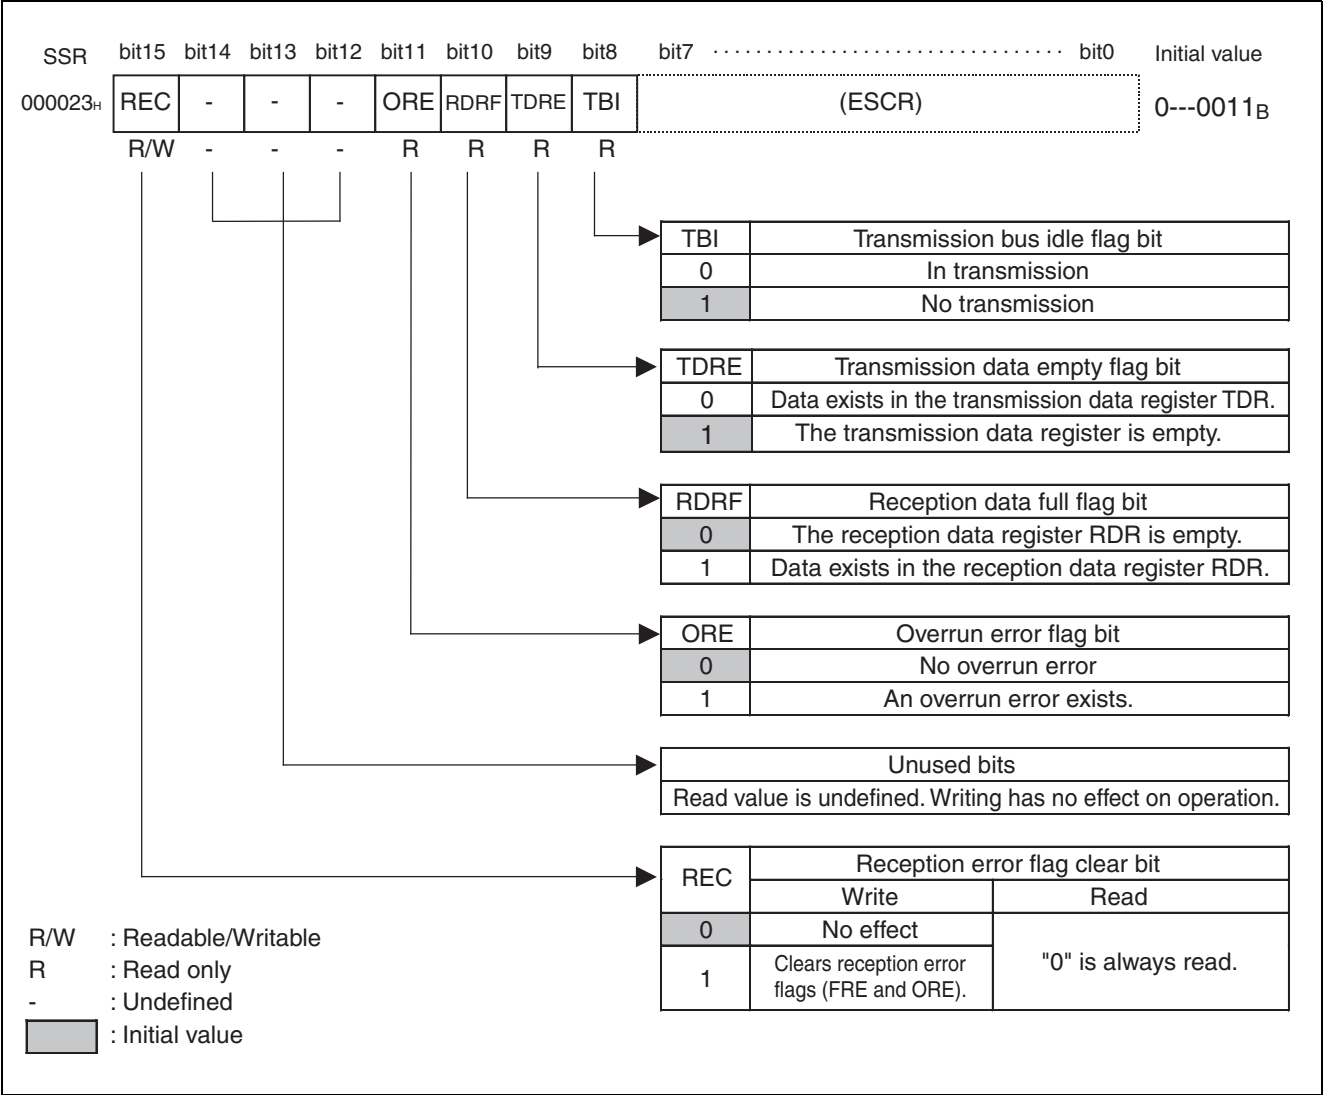 SSR bit15 bit14 bit13 bit12 bit11 bit10 bit9 bit8 bit7 ································· bit0 Initial value
000023H REC - - - ORE RDRF TDRE TBI (ESCR) 0---0011B
R/W - - - R R R R
TBI Transmission bus idle flag bit
0 In transmission
1 No transmission
TDRE Transmission data empty flag bit
0 Data exists in the transmission data register TDR.
1 The transmission data register is empty.
RDRF Reception data full flag bit
0 The reception data register RDR is empty.
1 Data exists in the reception data register RDR.
ORE Overrun error flag bit
0 No overrun error
1 An overrun error exists.
Unused bits
Read value is undefined. Writing has no effect on operation.
REC Reception error flag clear bit
Write Read
0 No effect
1 Clears reception error
flags (FRE and ORE).
"0" is always read.
R/W : Readable/Writable
R : Read only
- : Undefined
: Initial value